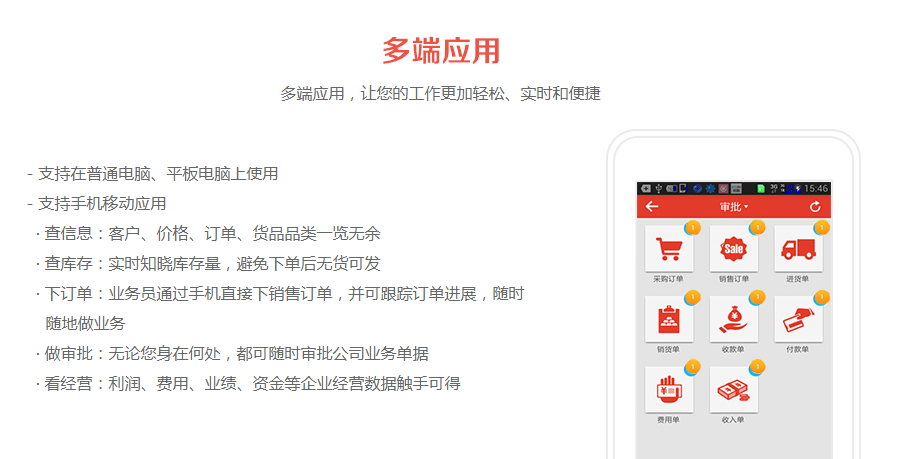 多端应用
多端应用，让您的工作更加轻松、实时和便捷
- 支持在普通电脑、平板电脑上使用
- 支持手机移动应用
· 查信息：客户、价格、订单、货品品类一览无余
· 查库存：实时知晓库存量，避免下单后无货可发
· 下订单：业务员通过手机直接下销售订单，并可跟踪订单进展，随时
随地做业务
· 做审批：无论您身在何处，都可随时审批公司业务单据
· 看经营：利润、费用、业绩、资金等企业经营数据触手可得
3G 15:46
审批
1 1 1
Sale
采购订单 销售订单 进货单
1 1 1
销货单 收款单 付款单
1 1
费用单 收入单